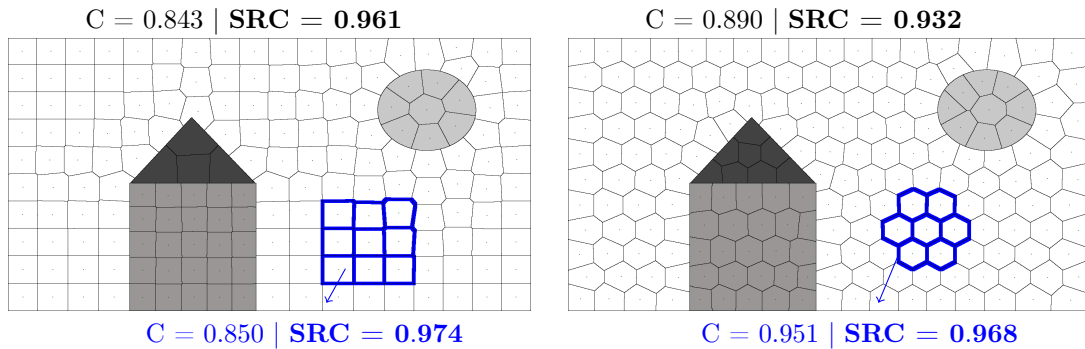 C = 0.843 | SRC = 0.961
C = 0.890 | SRC = 0.932
C = 0.850 | SRC = 0.974
C = 0.951 | SRC = 0.968